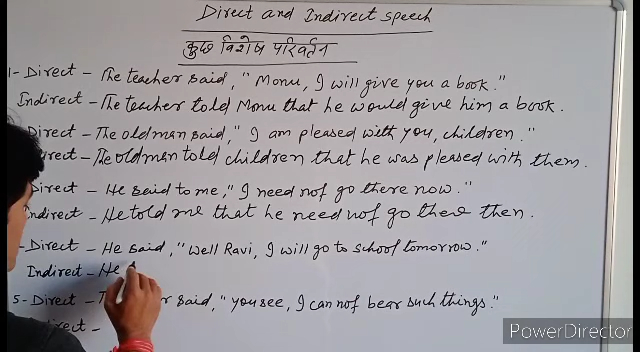 Direct and Indirect speech
कुछ विशेष परिवर्तन
1- Direct - The teacher said, "Monu, I will give you a book."
Indirect - The teacher told Monu that he would give him a book.
Direct - The oldman said, "I am pleased with you, children."
The oldman told children that he was pleased with them.
Direct - He said to me, "I need not go there now."
Indirect - He told me that he need not go there then.
- Direct - He said, "Well Ravi, I will go to school tomorrow."
Indirect - He
5- Direct - said, "you see, I can not bear such things."
PowerDirector